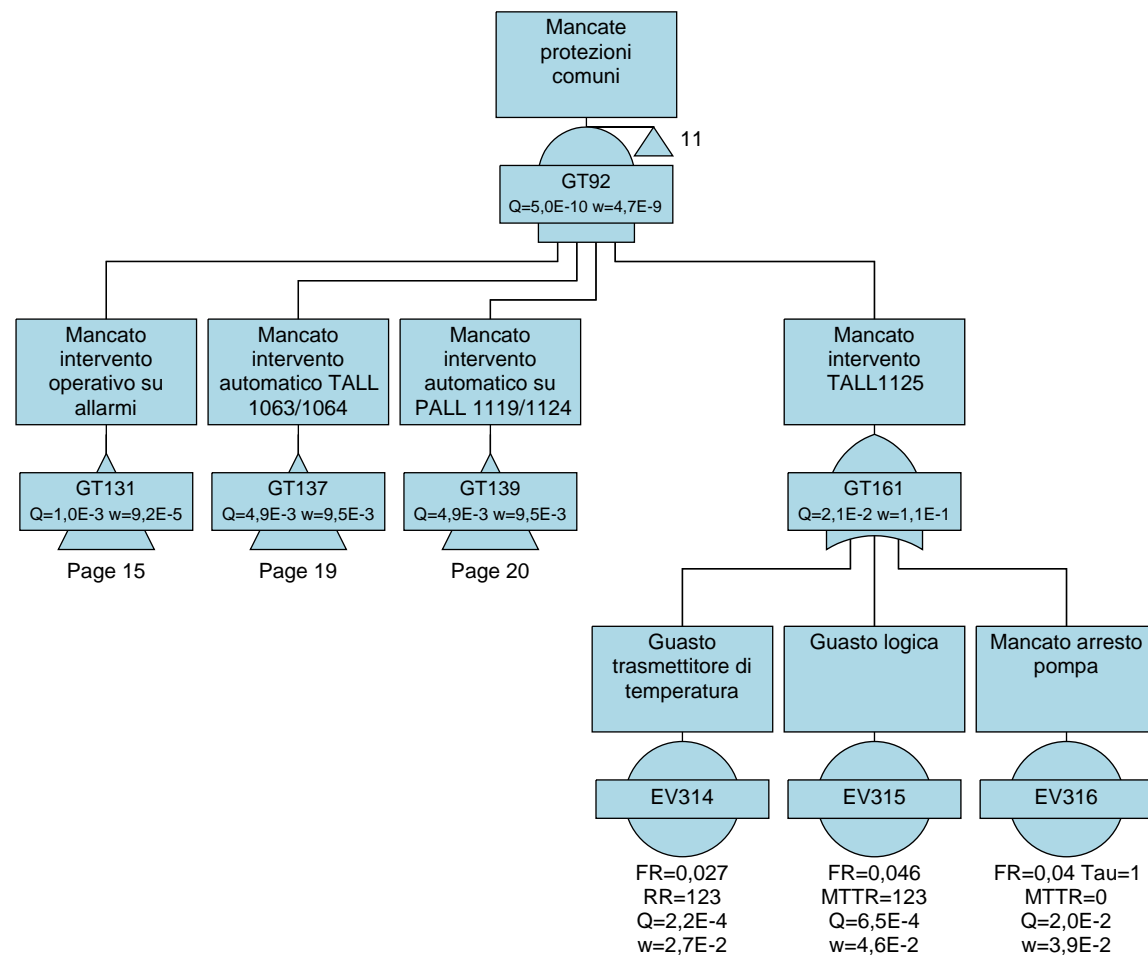 Mancate
protezioni
comuni
11
GT92
Q=5,0E-10 w=4,7E-9
Mancato
intervento
operativo su
allarmi
Mancato
intervento
automatico TALL
1063/1064
Mancato
intervento
automatico su
PALL 1119/1124
Mancato
intervento
TALL1125
GT131
Q=1,0E-3 w=9,2E-5
GT137
Q=4,9E-3 w=9,5E-3
GT139
Q=4,9E-3 w=9,5E-3
GT161
Q=2,1E-2 w=1,1E-1
Page 15
Page 19
Page 20
Guasto
trasmettitore di
temperatura
Guasto logica
Mancato arresto
pompa
EV314
EV315
EV316
FR=0,027
RR=123
Q=2,2E-4
w=2,7E-2
FR=0,046
MTTR=123
Q=6,5E-4
w=4,6E-2
FR=0,04 Tau=1
MTTR=0
Q=2,0E-2
w=3,9E-2